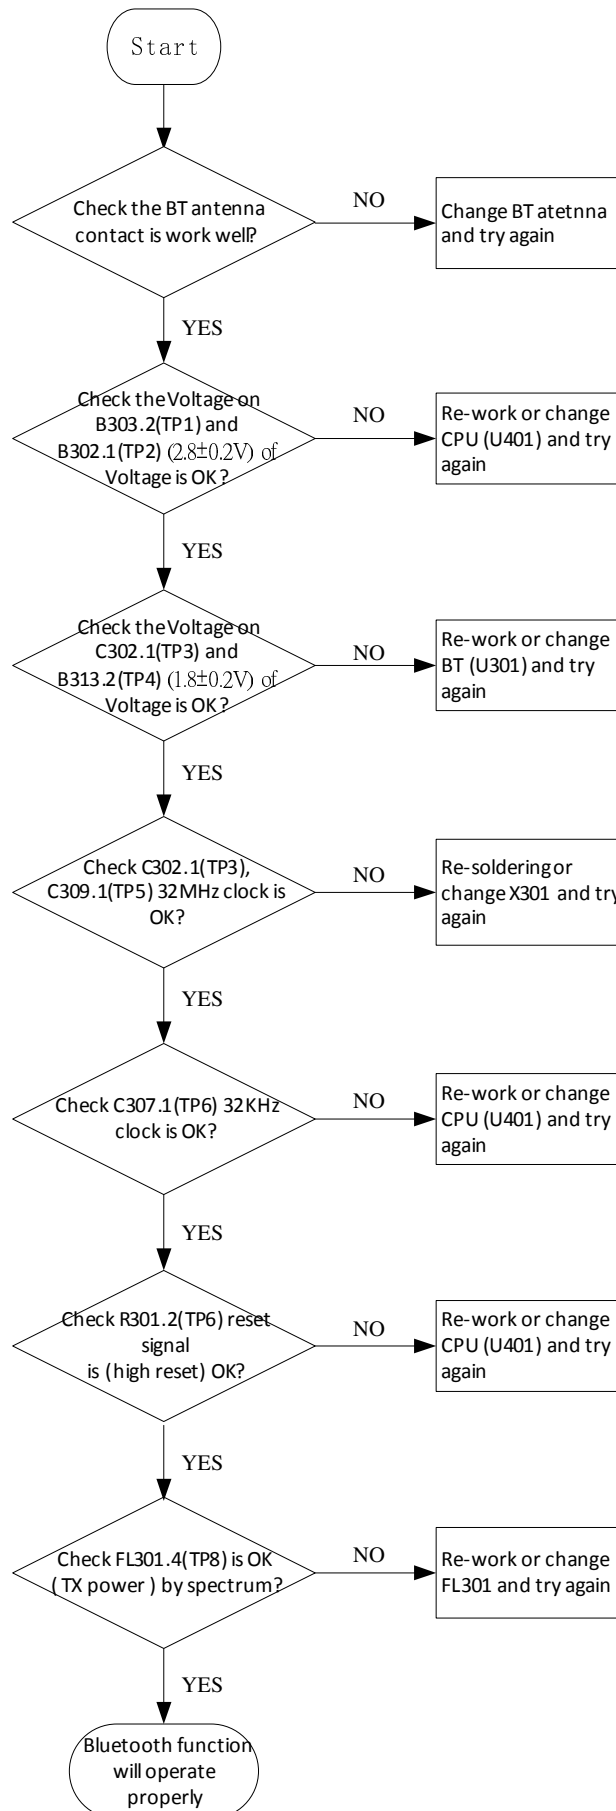 Start
Check the BT antenna
contact is work well?
NO
Change BT atetnna
and try again
YES
Check the Voltage on
B303.2(TP1) and
B302.1(TP2) (2.8±0.2V) of
Voltage is OK?
NO
Re-work or change
CPU (U401) and try
again
YES
Check the Voltage on
C302.1(TP3) and
B313.2(TP4) (1.8±0.2V) of
Voltage is OK?
NO
Re-work or change
BT (U301) and try
again
YES
Check C302.1(TP3),
C309.1(TP5) 32MHz clock is
OK?
NO
Re-soldering or
change X301 and try
again
YES
Check C307.1(TP6) 32KHz
clock is OK?
NO
Re-work or change
CPU (U401) and try
again
YES
Check R301.2(TP6) reset
signal
is (high reset) OK?
NO
Re-work or change
CPU (U401) and try
again
YES
Check FL301.4(TP8) is OK
( TX power ) by spectrum?
NO
Re-work or change
FL301 and try again
YES
Bluetooth function
will operate
properly